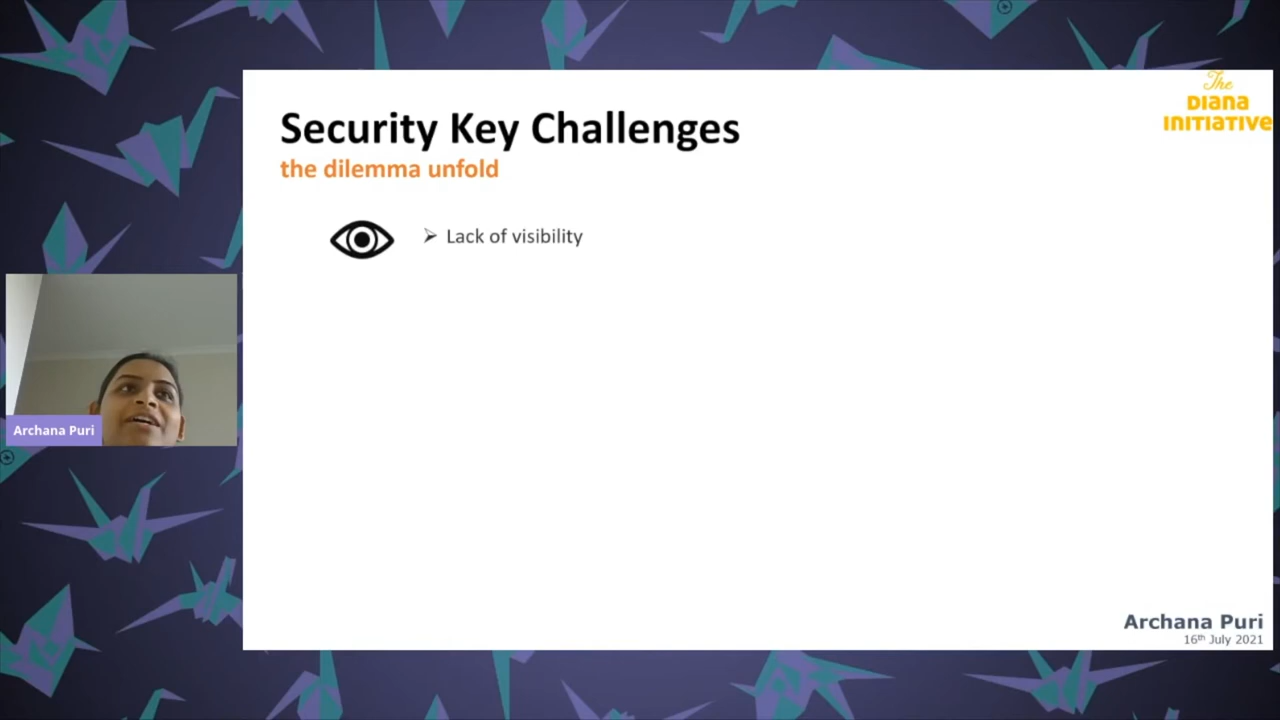 The
DIANA
INITIATIVE
Security Key Challenges
the dilemma unfold
➢ Lack of visibility
Archana Puri
Archana Puri
16th July 2021